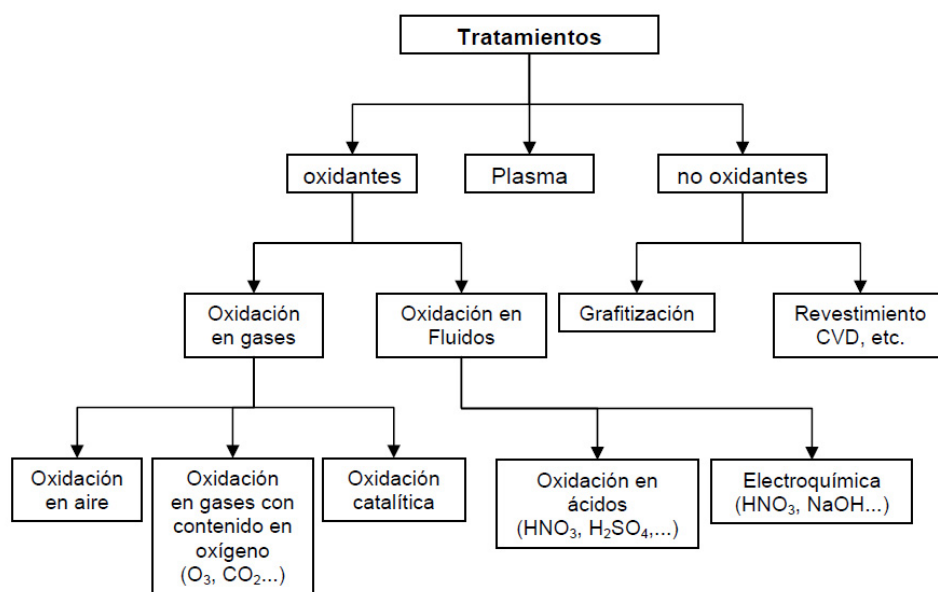 Tratamientos
oxidantes
Plasma
no oxidantes
Oxidación
en gases
Oxidación en
Fluidos
Grafitización
Revestimiento
CVD, etc.
Oxidación
en aire
Oxidación
en gases con
contenido en
oxígeno
(O₃, CO₂...)
Oxidación
catalítica
Oxidación en
ácidos
(HNO₃, H₂SO₄,...)
Electroquímica
(HNO₃, NaOH...)